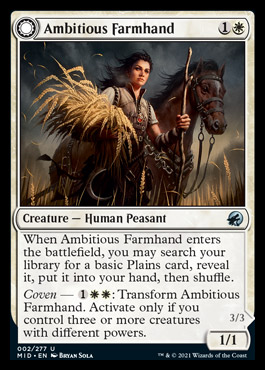 Ambitious Farmhand 1
Creature — Human Peasant
When Ambitious Farmhand enters
the battlefield, you may search your
library for a basic Plains card, reveal
it, put it into your hand, then shuffle.
Coven — 1: Transform Ambitious
Farmhand. Activate only if you
control three or more creatures
with different powers.
3/3
1/1
002/277 U
MID • EN BRYAN SOLA
™ & © 2021 Wizards of the Coast